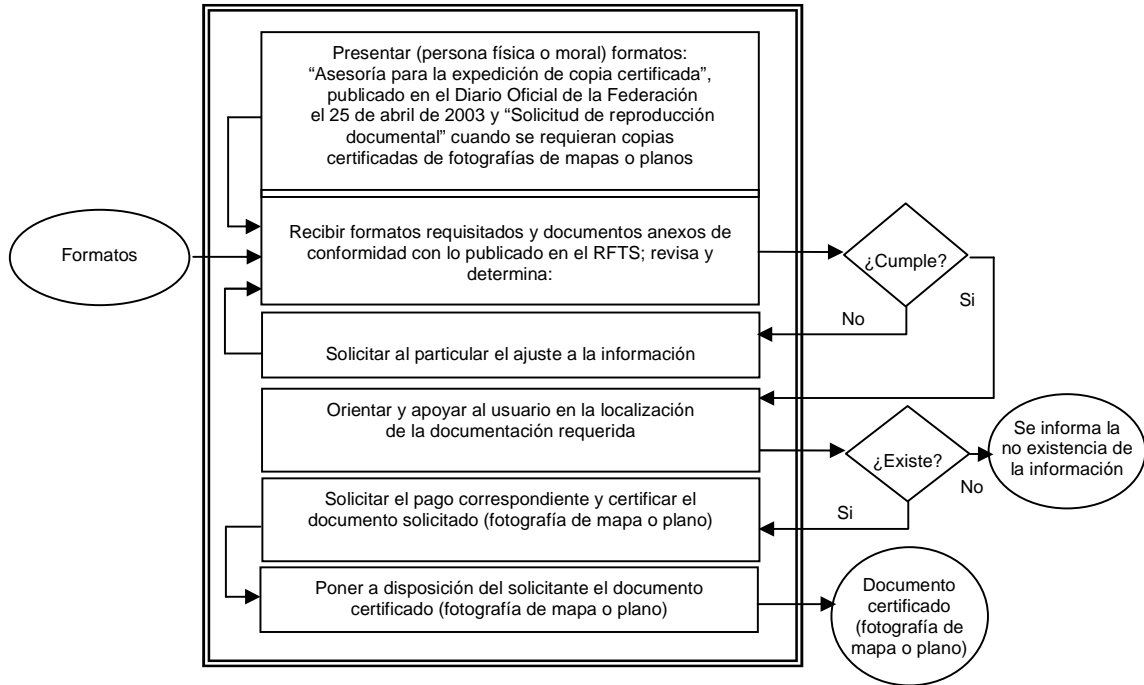 Presentar (persona física o moral) formatos:
“Asesoría para la expedición de copia certificada”,
publicado en el Diario Oficial de la Federación
el 25 de abril de 2003 y “Solicitud de reproducción
documental” cuando se requieran copias
certificadas de fotografías de mapas o planos
Formatos
Recibir formatos requisitados y documentos anexos de
conformidad con lo publicado en el RFTS; revisa y
determina:
¿Cumple?
Si
No
Solicitar al particular el ajuste a la información
Orientar y apoyar al usuario en la localización
de la documentación requerida
¿Existe?
No
Se informa la
no existencia de
la información
Si
Solicitar el pago correspondiente y certificar el
documento solicitado (fotografía de mapa o plano)
Poner a disposición del solicitante el documento
certificado (fotografía de mapa o plano)
Documento
certificado
(fotografía de
mapa o plano)